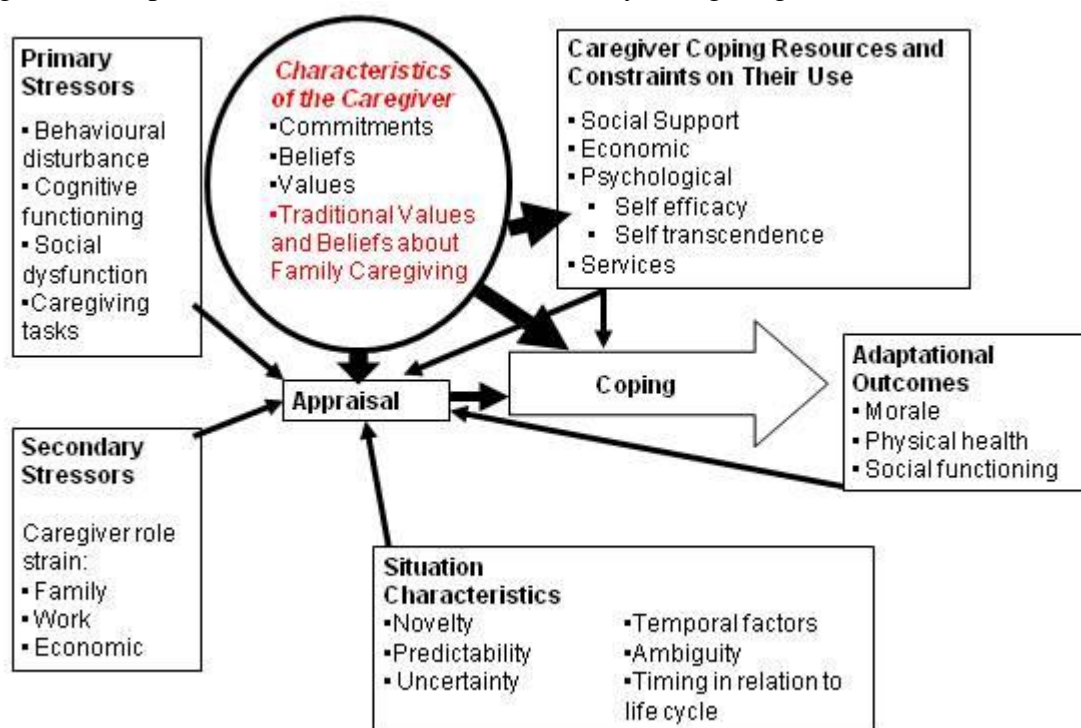 Primary
Stressors
▪ Behavioural
disturbance
▪ Cognitive
functioning
▪ Social
dysfunction
▪Caregiving
tasks
Characteristics
of the Caregiver
▪Commitments
▪Beliefs
▪Values
▪Traditional Values
and Beliefs about
Family Caregiving
Caregiver Coping Resources and
Constraints on Their Use
▪ Social Support
▪ Economic
▪ Psychological
▪ Self efficacy
▪ Self transcendence
▪ Services
Appraisal
Coping
Adaptational
Outcomes
▪ Morale
▪ Physical health
▪ Social functioning
Secondary
Stressors
Caregiver role
strain:
▪ Family
▪ Work
▪ Economic
Situation
Characteristics
▪Novelty
▪Predictability
▪ Uncertainty
▪Temporal factors
▪Ambiguity
▪Timing in relation to
life cycle